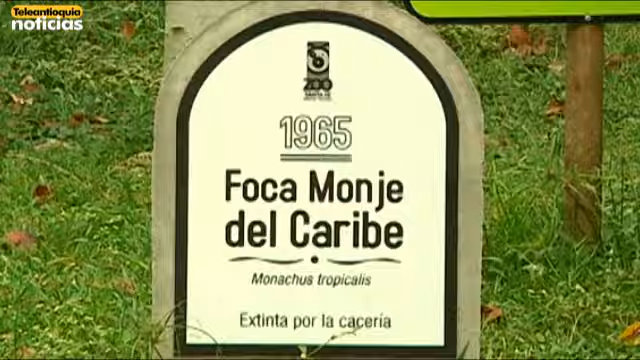 Teleantioquia
noticias
ZOO
1965
Foca Monje
del Caribe
Monachus tropicalis
Extinta por la cacería